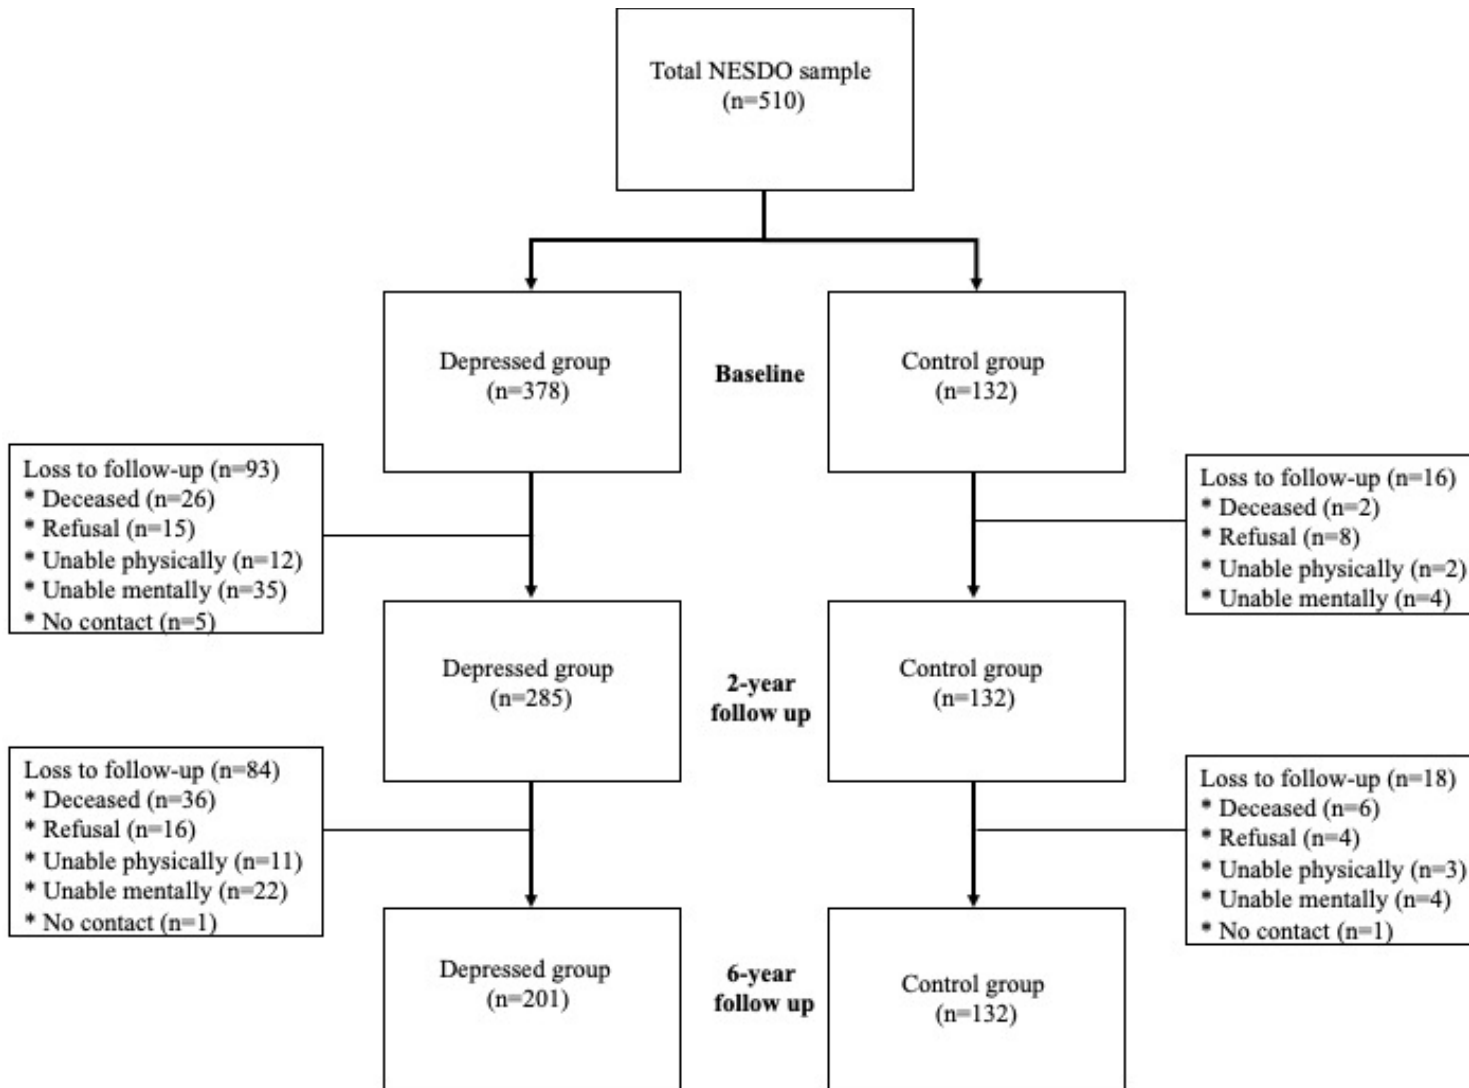 Total NESDO sample
(n=510)
Depressed group
(n=378)
Baseline
Control group
(n=132)
Loss to follow-up (n=93)
* Deceased (n=26)
* Refusal (n=15)
* Unable physically (n=12)
* Unable mentally (n=35)
* No contact (n=5)
Loss to follow-up (n=16)
* Deceased (n=2)
* Refusal (n=8)
* Unable physically (n=2)
* Unable mentally (n=4)
Depressed group
(n=285)
2-year
follow up
Control group
(n=132)
Loss to follow-up (n=84)
* Deceased (n=36)
* Refusal (n=16)
* Unable physically (n=11)
* Unable mentally (n=22)
* No contact (n=1)
Loss to follow-up (n=18)
* Deceased (n=6)
* Refusal (n=4)
* Unable physically (n=3)
* Unable mentally (n=4)
* No contact (n=1)
Depressed group
(n=201)
6-year
follow up
Control group
(n=132)